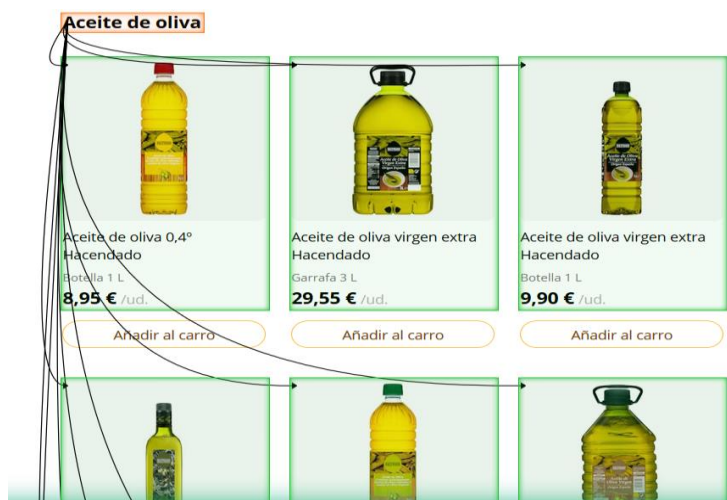 Aceite de oliva
Aceite de oliva 0,4º
Hacendado
Botella 1 L
8,95 € /ud.
Añadir al carro
Aceite de oliva virgen extra
Hacendado
Garrafa 3 L
29,55 € /ud.
Añadir al carro
Aceite de oliva virgen extra
Hacendado
Botella 1 L
9,90 € /ud.
Añadir al carro